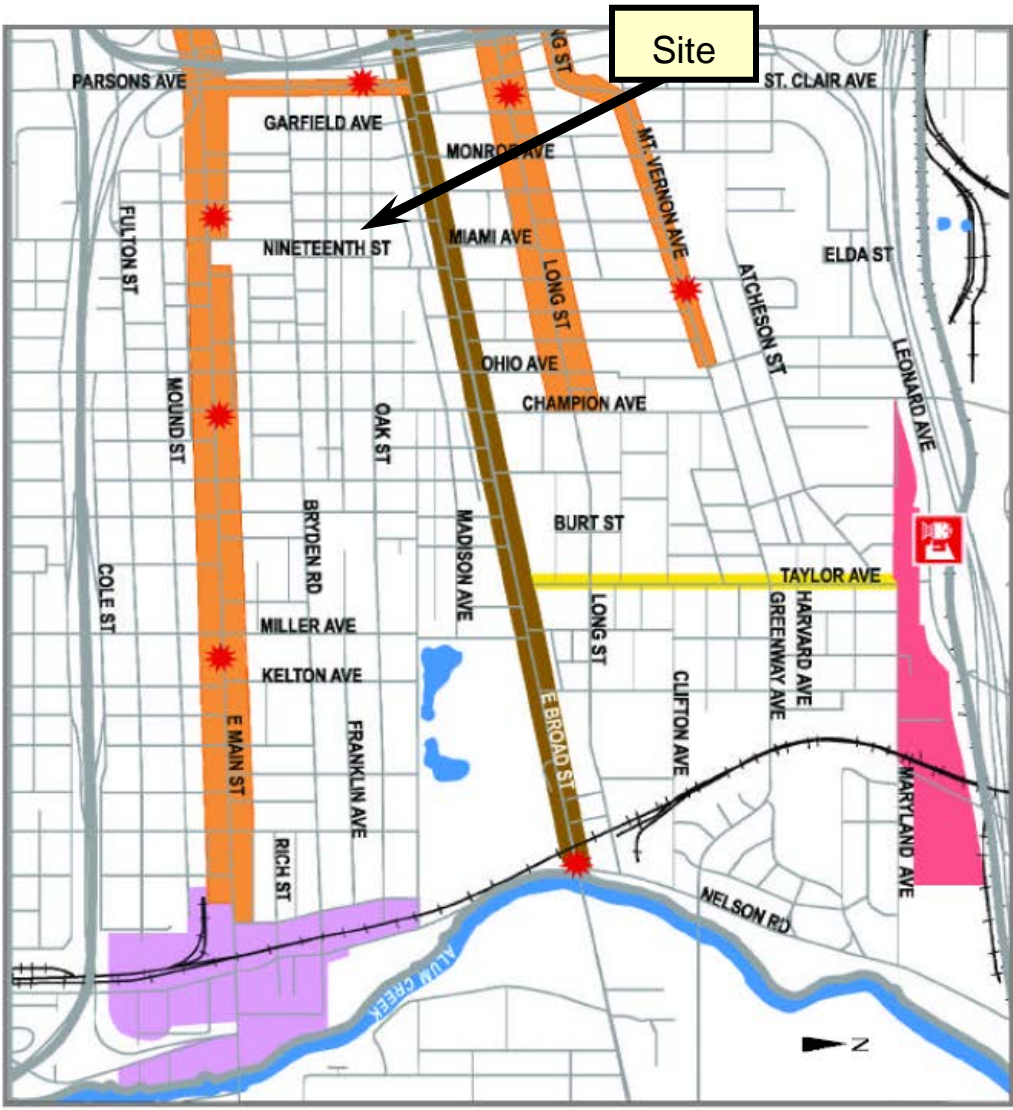 Site
NG ST
PARSONS AVE
ST. CLAIR AVE
GARFIELD AVE
MONROE AVE
MT. VERNON AVE
FULTON ST
NINETEENTH ST
MIAMI AVE
ELDA ST
LONG ST
ATCHESON ST
OHIO AVE
LEONARD AVE
CHAMPION AVE
MOUND ST
OAK ST
BURT ST
BRYDEN RD
MADISON AVE
TAYLOR AVE
COLE ST
MILLER AVE
LONG ST
GREENWAY AVE
HARVARD AVE
KELTON AVE
CLIFTON AVE
E BROAD ST
E MAIN ST
FRANKLIN AVE
MARYLAND AVE
RICH ST
NELSON RD
ALUM CREEK
N